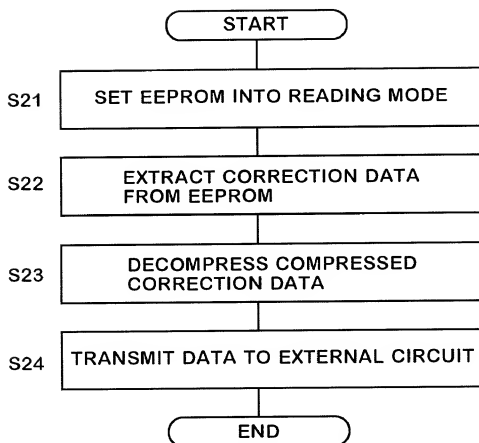 START
S21
SET EEPROM INTO READING MODE
S22
EXTRACT CORRECTION DATA
FROM EEPROM
S23
DECOMPRESS COMPRESSED
CORRECTION DATA
S24
TRANSMIT DATA TO EXTERNAL CIRCUIT
END